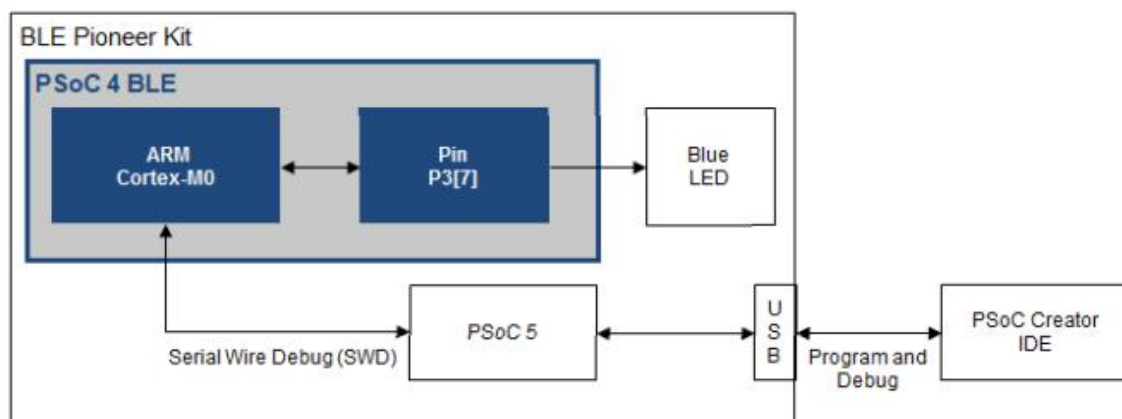 BLE Pioneer Kit
PSoC 4 BLE
ARM
Cortex-M0
Pin
P3[7]
Blue
LED
PSoC 5
Serial Wire Debug (SWD)
U
S
B
Program and
Debug
PSoC Creator
IDE